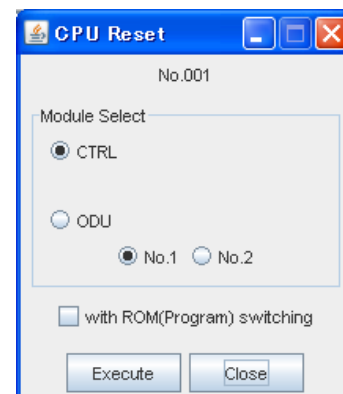 CPU Reset
No.001
Module Select
CTRL
ODU
No.1 No.2
with ROM(Program) switching
Execute Close